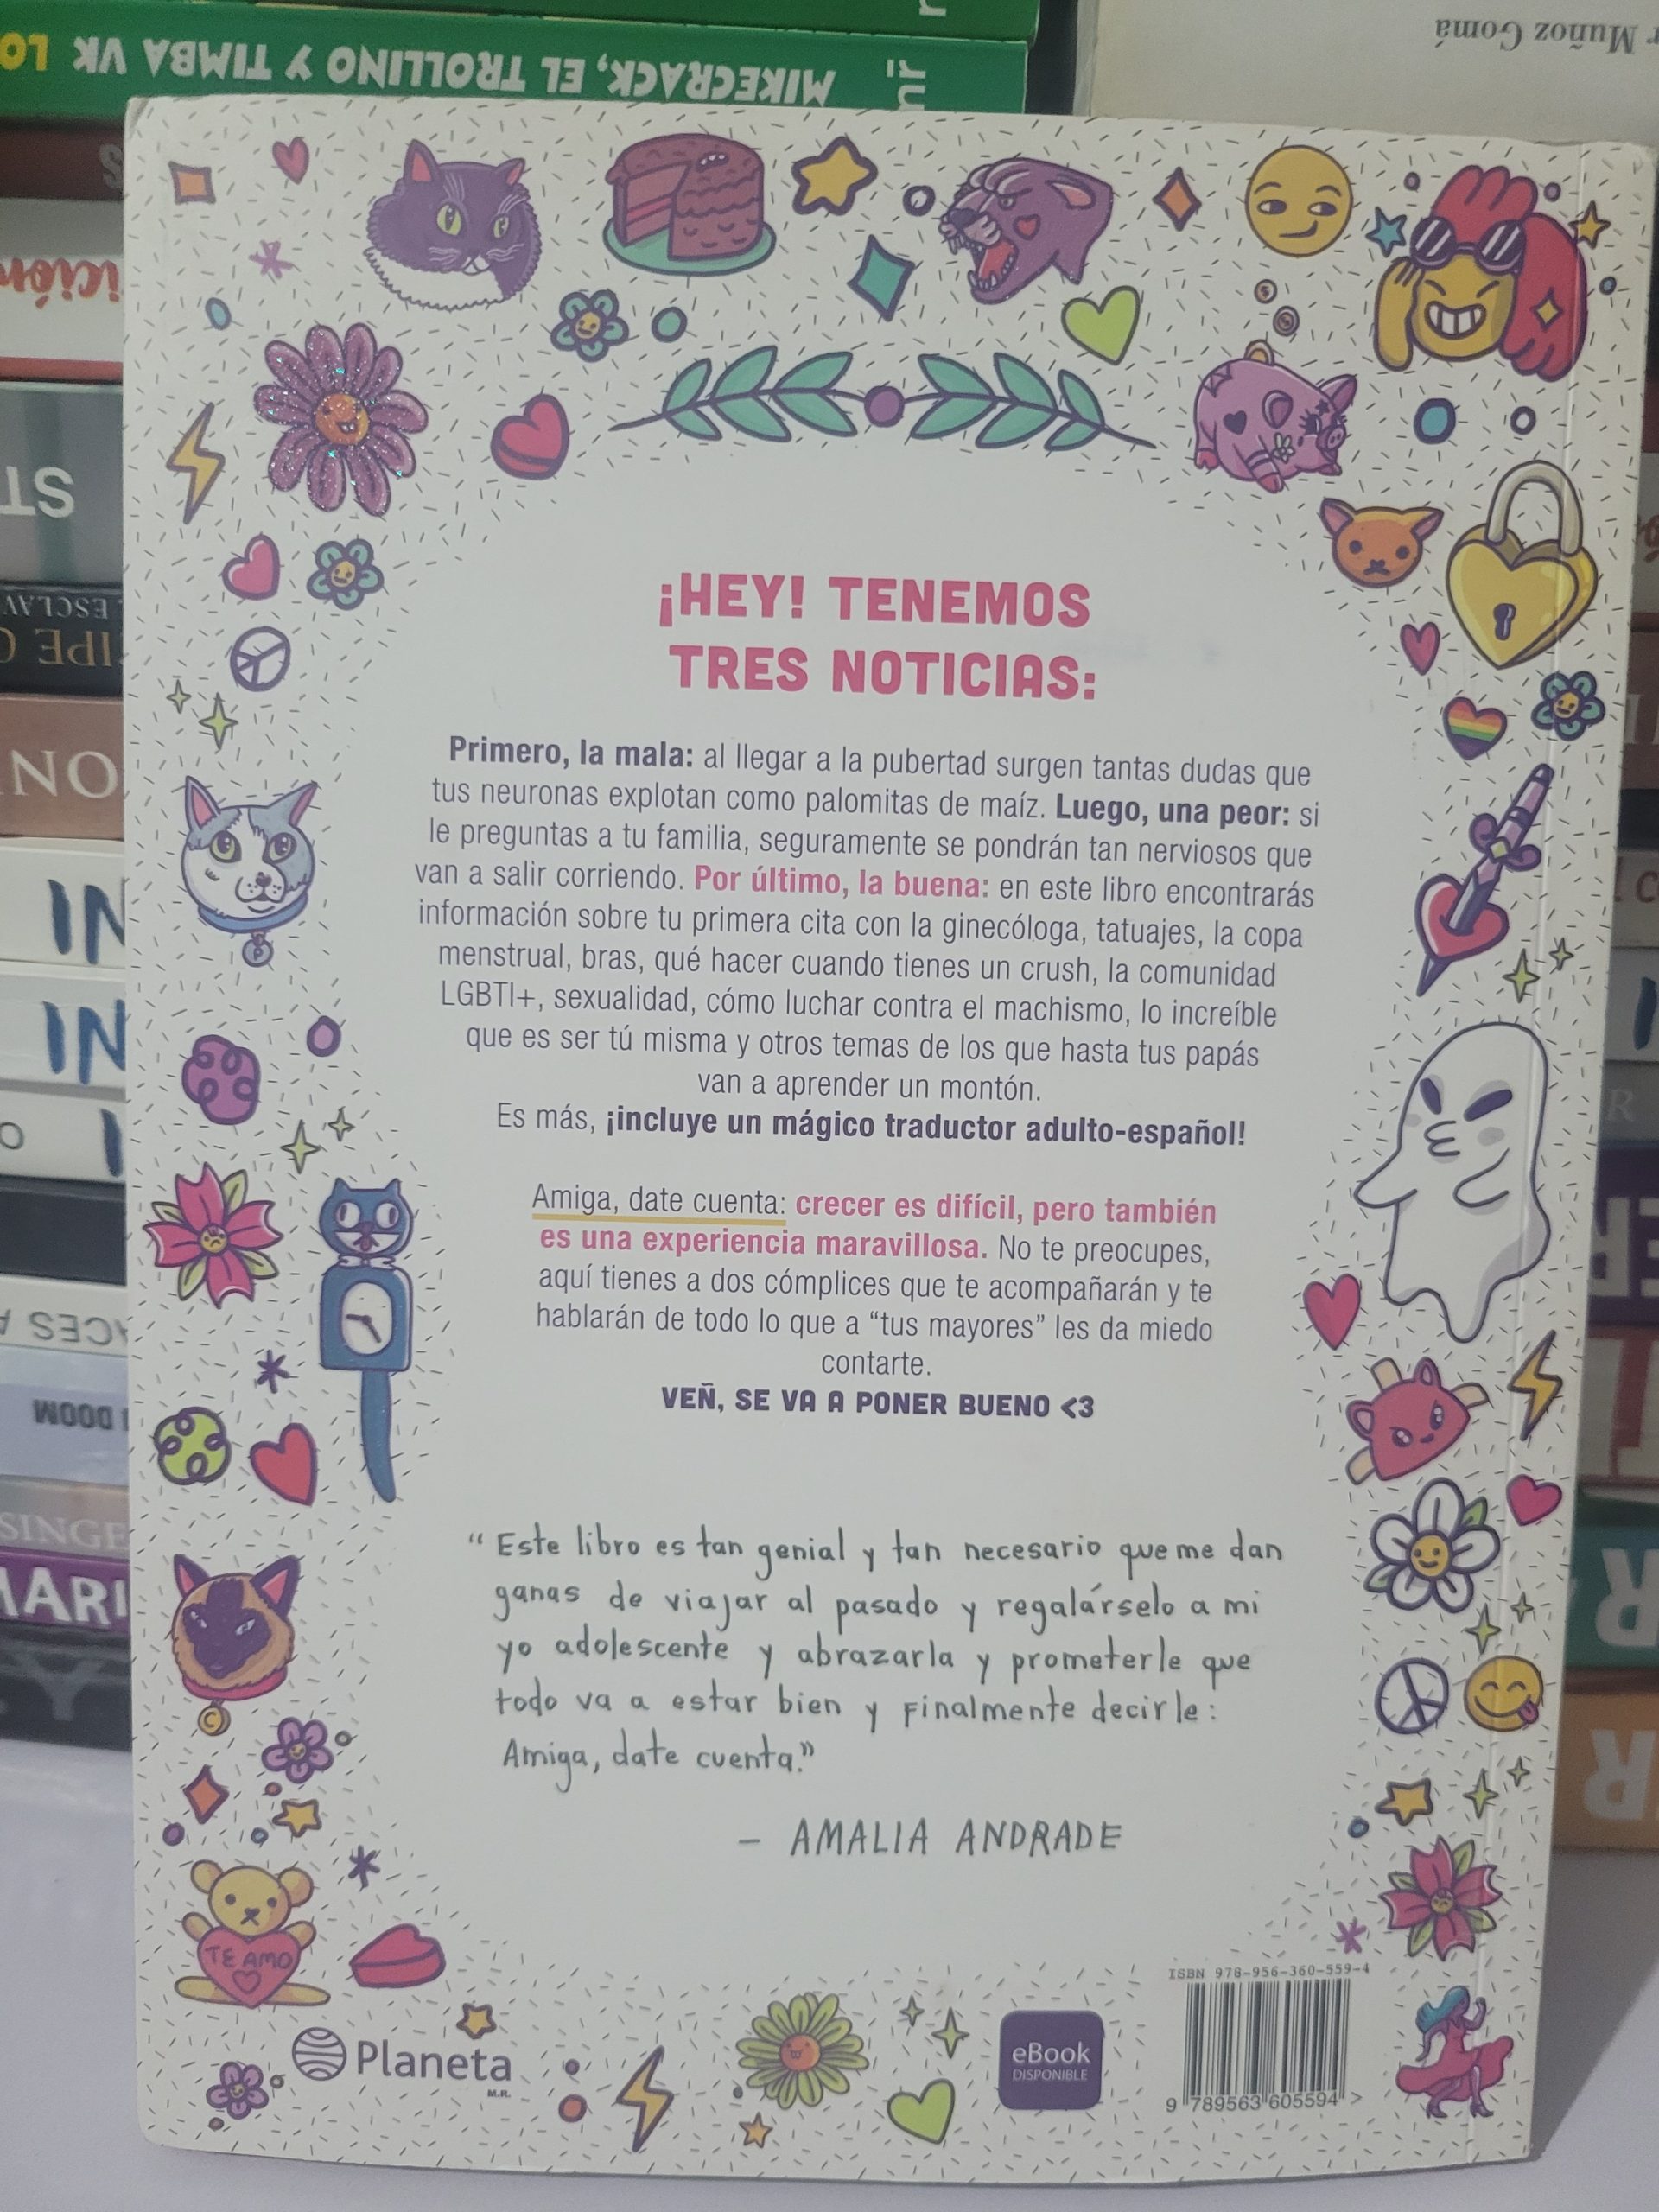 MIKECRACK, EL TROLLINO Y TIMBA VK LO
r Muñoz Gomá
¡HEY! TENEMOS
TRES NOTICIAS:
Primero, la mala: al llegar a la pubertad surgen tantas dudas que
tus neuronas explotan como palomitas de maíz. Luego, una peor: si
le preguntas a tu familia, seguramente se pondrán tan nerviosos que
van a salir corriendo. Por último, la buena: en este libro encontrarás
información sobre tu primera cita con la ginecóloga, tatuajes, la copa
menstrual, bras, qué hacer cuando tienes un crush, la comunidad
LGBTI+, sexualidad, cómo luchar contra el machismo, lo increíble
que es ser tú misma y otros temas de los que hasta tus papás
van a aprender un montón.
Es más, ¡incluye un mágico traductor adulto-español!
Amiga, date cuenta: crecer es difícil, pero también
es una experiencia maravillosa. No te preocupes,
aquí tienes a dos cómplices que te acompañarán y te
hablarán de todo lo que a “tus mayores” les da miedo
contarte.
VEÑ, SE VA A PONER BUENO <3
“Este libro es tan genial y tan necesario que me dan
ganas de viajar al pasado y regalárselo a mi
yo adolescente y abrazarla y prometerle que
todo va a estar bien y finalmente decirle:
Amiga, date cuenta.”
— AMALIA ANDRADE
TE AMO
Planeta
M.R.
eBook
DISPONIBLE
ISBN 978-956-360-559-4
9 789563 605594 >
P
C
ición
ST
ESCLAV
IPE
NO
IN
IN
ACES A
DOOM
SINGE
MARI